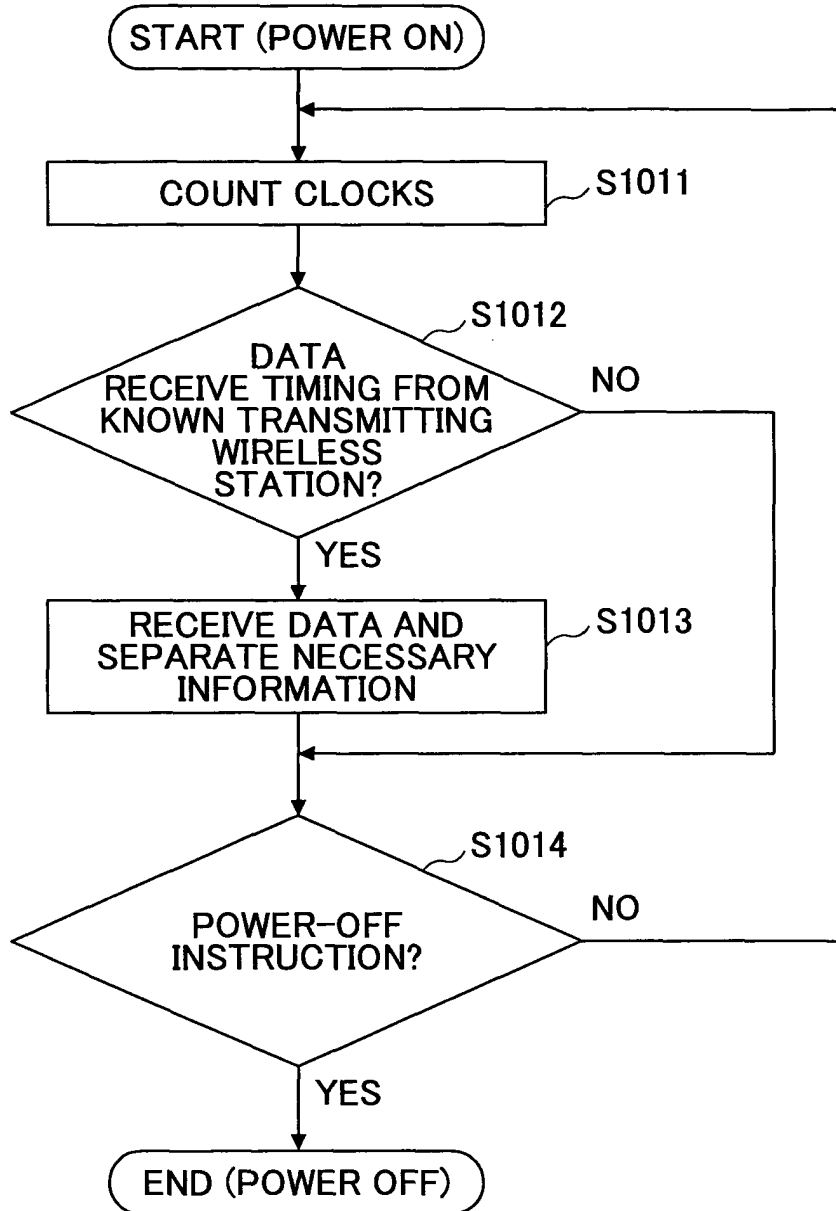 START (POWER ON)
COUNT CLOCKS
S1011
S1012
DATA
RECEIVE TIMING FROM
KNOWN TRANSMITTING
WIRELESS
STATION?
NO
YES
RECEIVE DATA AND
SEPARATE NECESSARY
INFORMATION
S1013
S1014
POWER-OFF
INSTRUCTION?
NO
YES
END (POWER OFF)